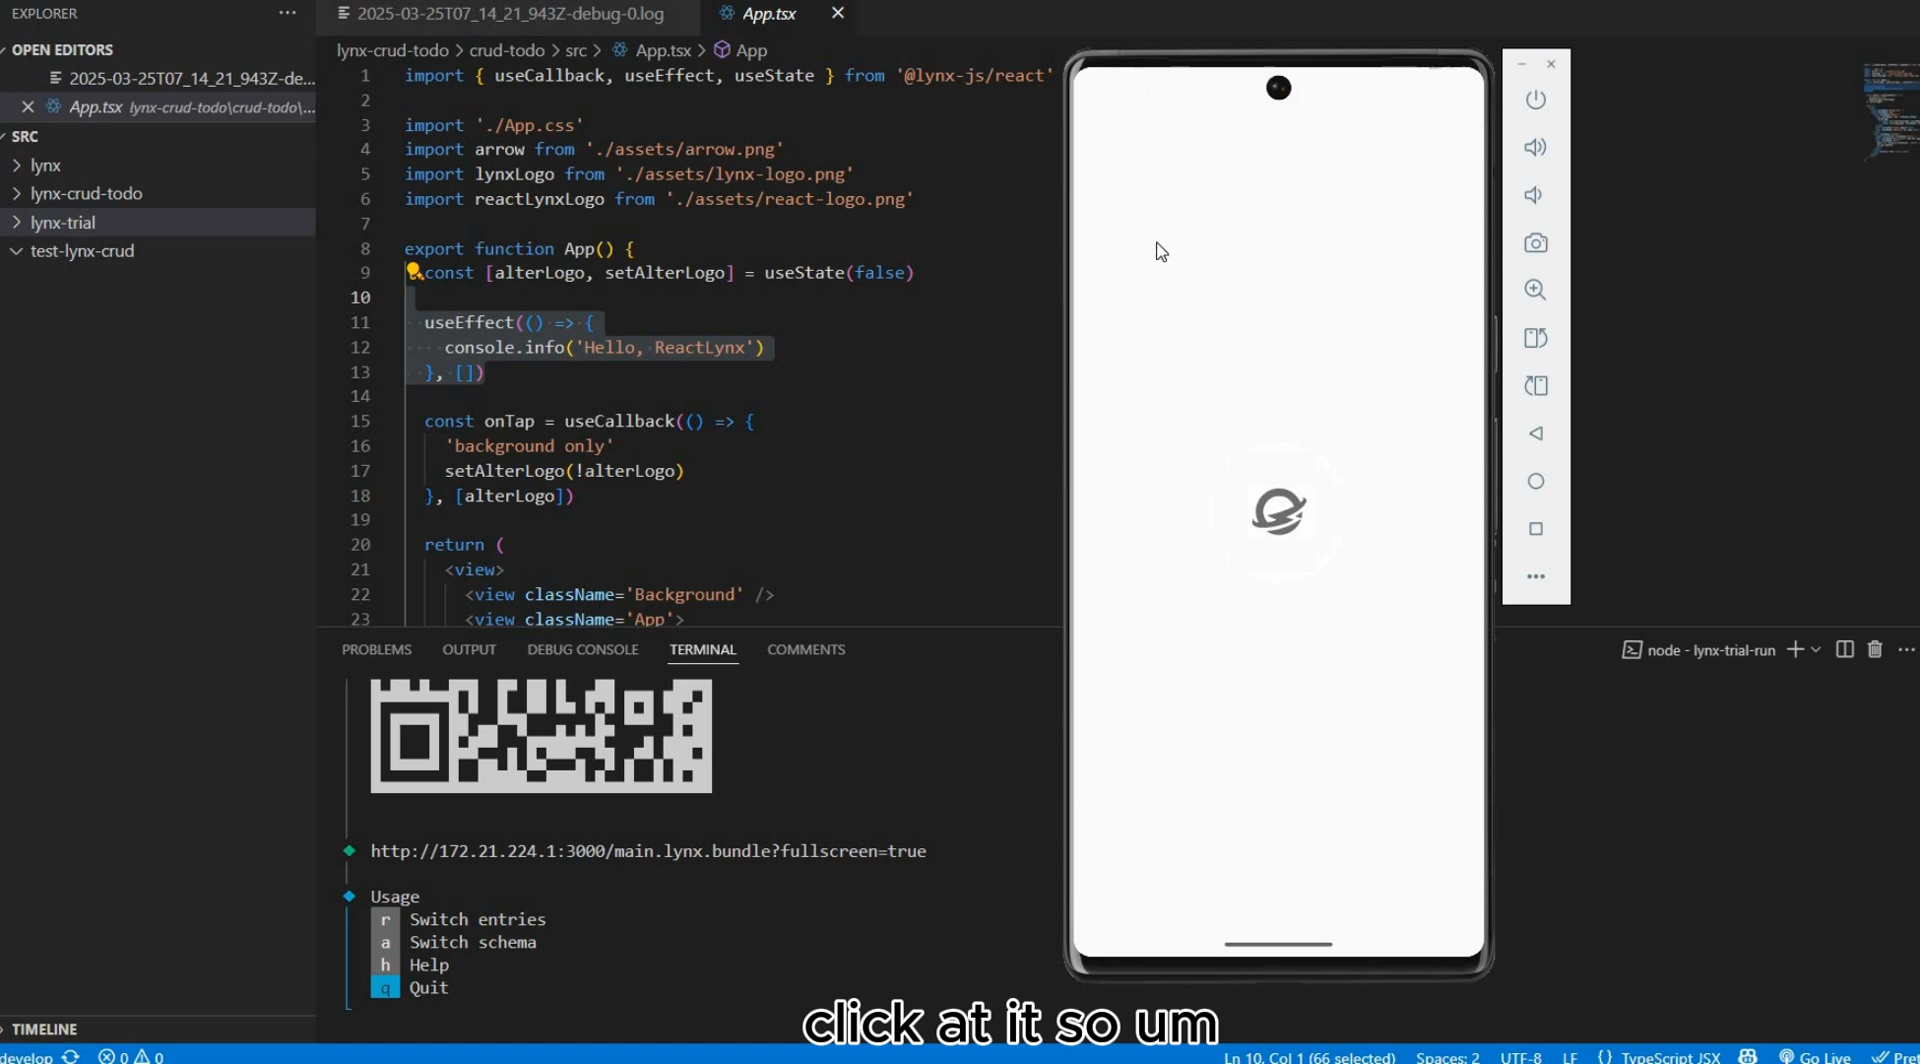 EXPLORER
OPEN EDITORS
2025-03-25T07_14_21_943Z-de...
App.tsx lynx-crud-todo\crud-todo\...
SRC
lynx
lynx-crud-todo
lynx-trial
test-lynx-crud
TIMELINE
2025-03-25T07_14_21_943Z-debug-0.log
App.tsx
lynx-crud-todo > crud-todo > src > App.tsx > App
1 import { useCallback, useEffect, useState } from '@lynx-js/react'
2
3 import './App.css'
4 import arrow from './assets/arrow.png'
5 import lynxLogo from './assets/lynx-logo.png'
6 import reactLynxLogo from './assets/react-logo.png'
7
8 export function App() {
9 const [alterLogo, setAlterLogo] = useState(false)
10
11 useEffect(() => {
12 console.info('Hello, ReactLynx')
13 }, [])
14
15 const onTap = useCallback(() => {
16 'background only'
17 setAlterLogo(!alterLogo)
18 }, [alterLogo])
19
20 return (
21 <view>
22 <view className='Background' />
23 <view className='App'>
PROBLEMS OUTPUT DEBUG CONSOLE TERMINAL COMMENTS
node - lynx-trial-run
http://172.21.224.1:3000/main.lynx.bundle?fullscreen=true
Usage
r Switch entries
a Switch schema
h Help
q Quit
click at it so um
develop 0 0
Ln 10, Col 1 (66 selected) Spaces: 2 UTF-8 LF {} TypeScript JSX Go Live